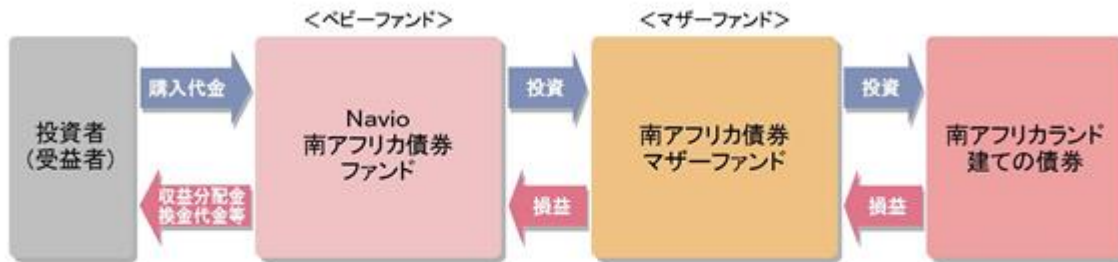 <ベビーファンド>
<マザーファンド>
投資者
(受益者)
購入代金
収益分配金
換金代金等
Navio
南アフリカ債券
ファンド
投資
損益
南アフリカ債券
マザーファンド
投資
損益
南アフリカランド
建ての債券